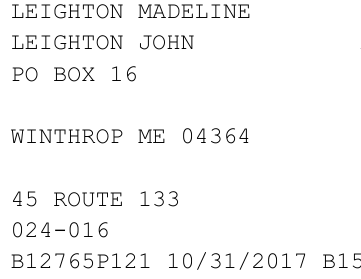 LEIGHTON MADELINE
LEIGHTON JOHN
PO BOX 16
WINTHROP ME 04364
45 ROUTE 133
024-016
B12765P121 10/31/2017 B15